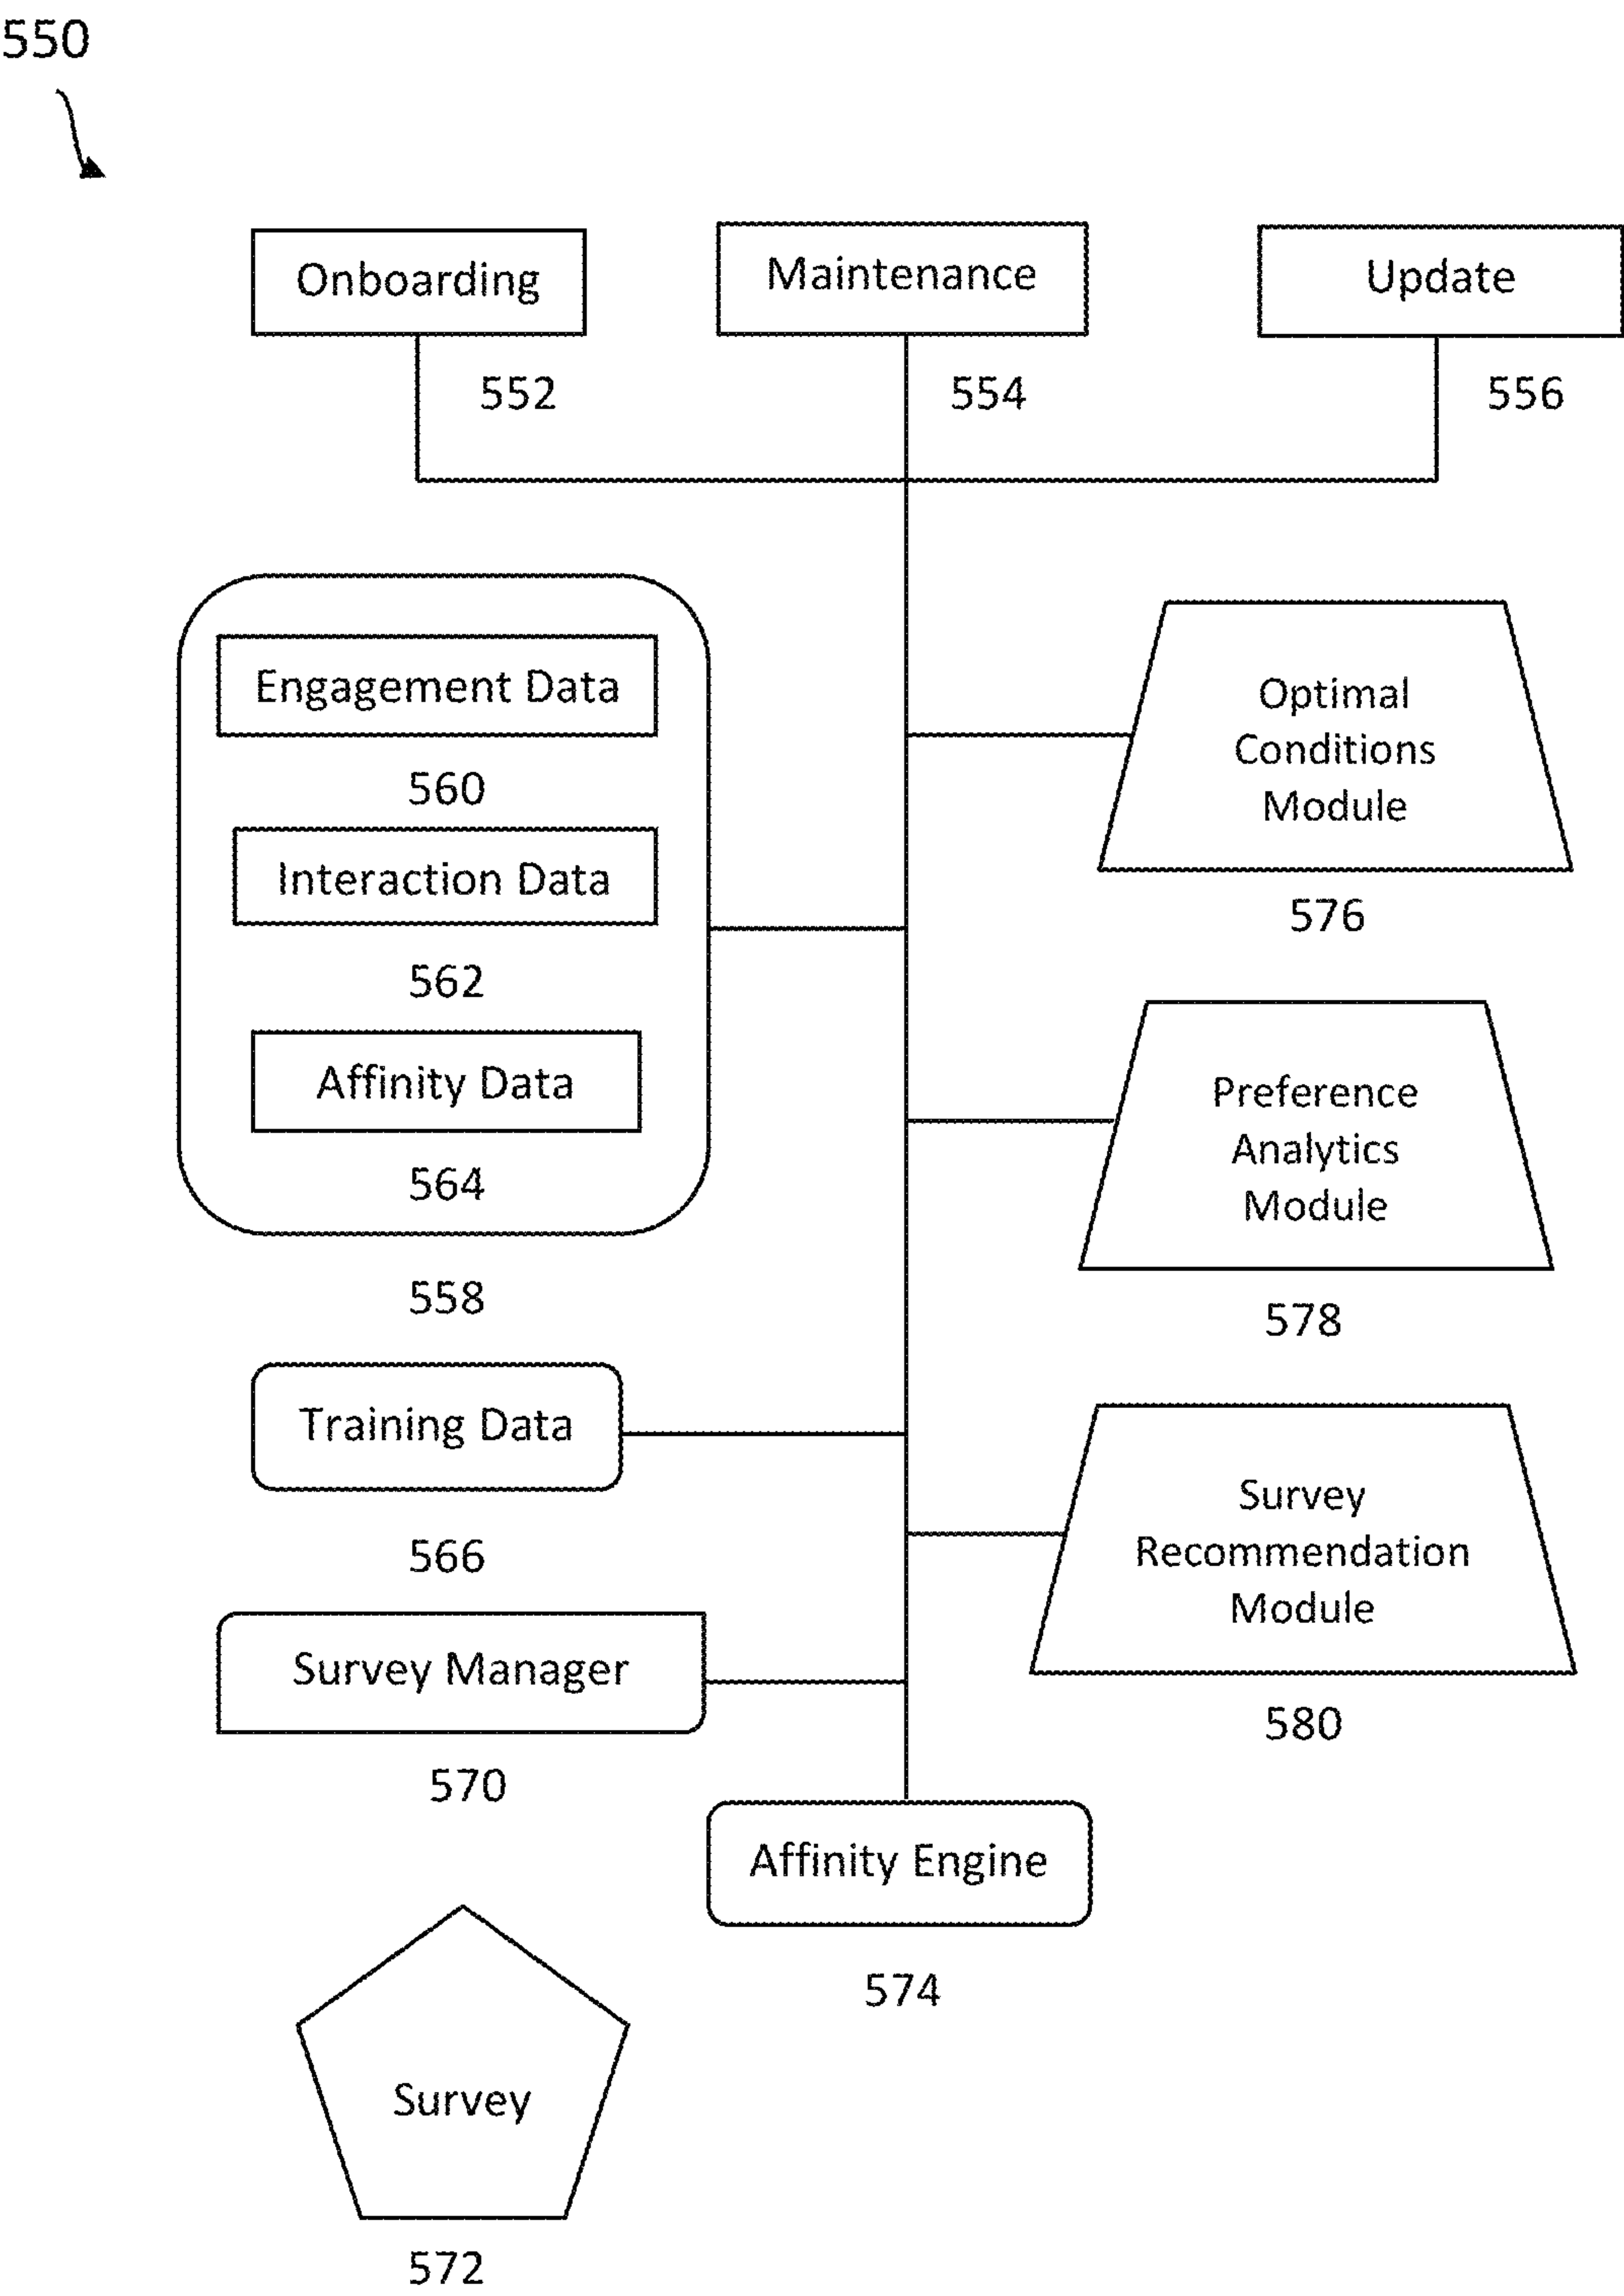 550
Onboarding
Maintenance
Update
552
554
556
Engagement Data
560
Interaction Data
562
Affinity Data
564
558
Optimal
Conditions
Module
576
Preference
Analytics
Module
578
Training Data
566
Survey
Recommendation
Module
580
Survey Manager
570
Affinity Engine
574
Survey
572